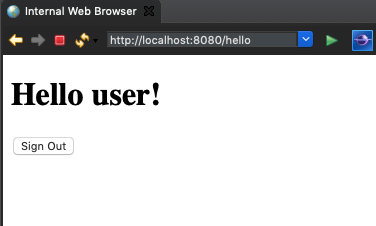 Internal Web Browser
http://localhost:8080/hello
Hello user!
Sign Out